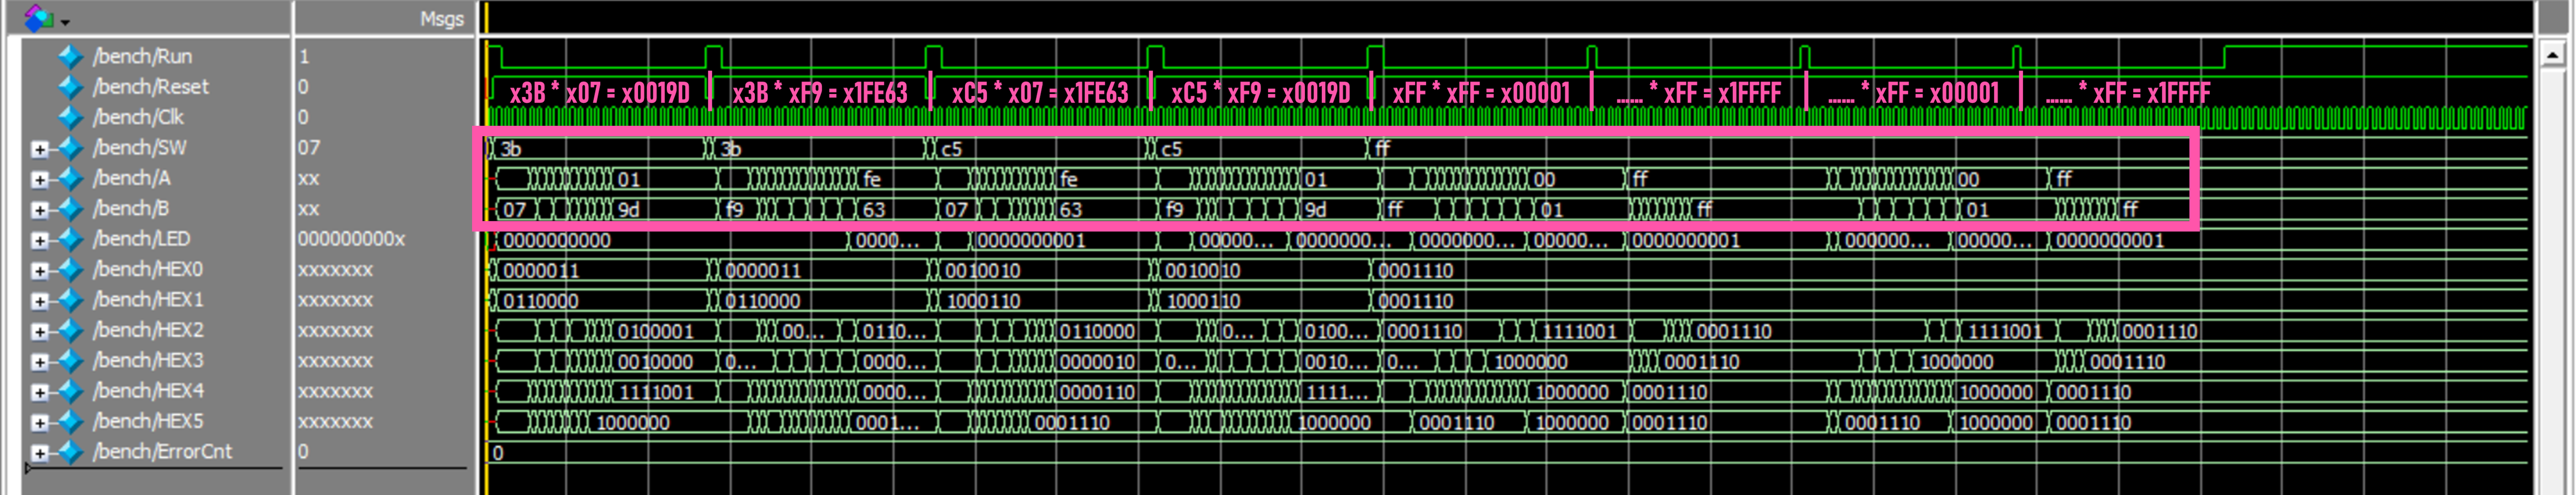 Msgs
/bench/Run 1
/bench/Reset 0 x3B * x07 = x0019D x3B * xF9 = x1FE63 xC5 * x07 = x1FE63 xC5 * xF9 = x0019D xFF * xFF = x00001 ...... * xFF = x1FFFF ...... * xFF = x00001 ...... * xFF = x1FFFF
/bench/Clk 0
/bench/SW 07 3b 3b c5 c5 ff
/bench/A xx 01 fe fe 01 00 ff 00 ff
/bench/B xx 07 9d f9 63 07 63 f9 9d ff 01 ff 01 ff
/bench/LED 000000000x 0000000000 0000... 0000000001 00000... 0000000... 0000000... 00000... 0000000001 000000... 00000... 0000000001
/bench/HEX0 xxxxxxx 0000011 0000011 0010010 0010010 0001110
/bench/HEX1 xxxxxxx 0110000 0110000 1000110 1000110 0001110
/bench/HEX2 xxxxxxx 0100001 00... 0110... 0110000 0... 0100... 0001110 1111001 0001110 1111001 0001110
/bench/HEX3 xxxxxxx 0010000 0... 0000... 0000010 0... 0010... 0... 1000000 0001110 1000000 0001110
/bench/HEX4 xxxxxxx 1111001 0000... 0000110 1111... 1000000 0001110 1000000 0001110
/bench/HEX5 xxxxxxx 1000000 0001... 0001110 1000000 0001110 1000000 0001110 0001110 1000000 0001110
/bench/ErrorCnt 0 0